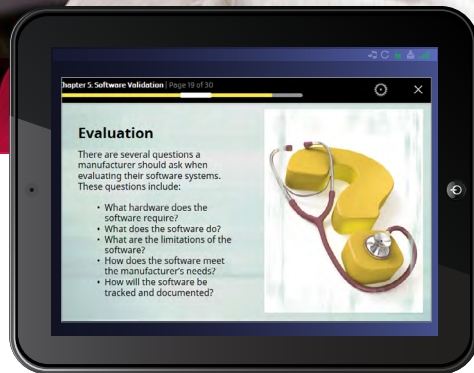 Chapter 5: Software Validation | Page 19 of 30
Evaluation
There are several questions a
manufacturer should ask when
evaluating their software systems.
These questions include:
• What hardware does the
software require?
• What does the software do?
• What are the limitations of the
software?
• How does the software meet
the manufacturer's needs?
• How will the software be
tracked and documented?